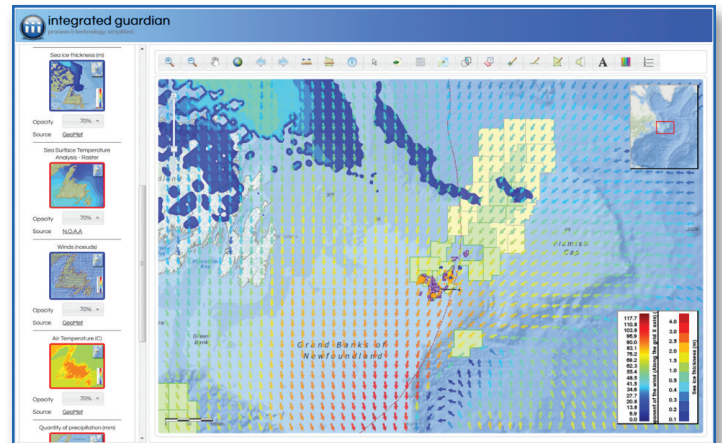 integrated guardian
process & technology, simplified.
Sea ice thickness (m)
Opacity 70%
Source GeoMet
Sea Surface Temperature
Analysis - Raster
Opacity 70%
Source N.O.A.A
Winds (noeuds)
Opacity 70%
Source GeoMet
Air Temperature (C)
Opacity 70%
Source GeoMet
Quantity of precipitation (mm)
A
Flemish
Cap
Green
Bank
Grand Banks of
Newfoundland
117.7
110.8
103.8
96.9
90.0
83.1
76.2
69.2
62.3
55.4
48.5
41.5
34.6
27.7
20.8
13.8
6.9
0.0
4.0
3.0
2.5
2.0
1.5
1.0
0.5
0.4
0.3
0.2
0.1
Sea ice thickness (m)